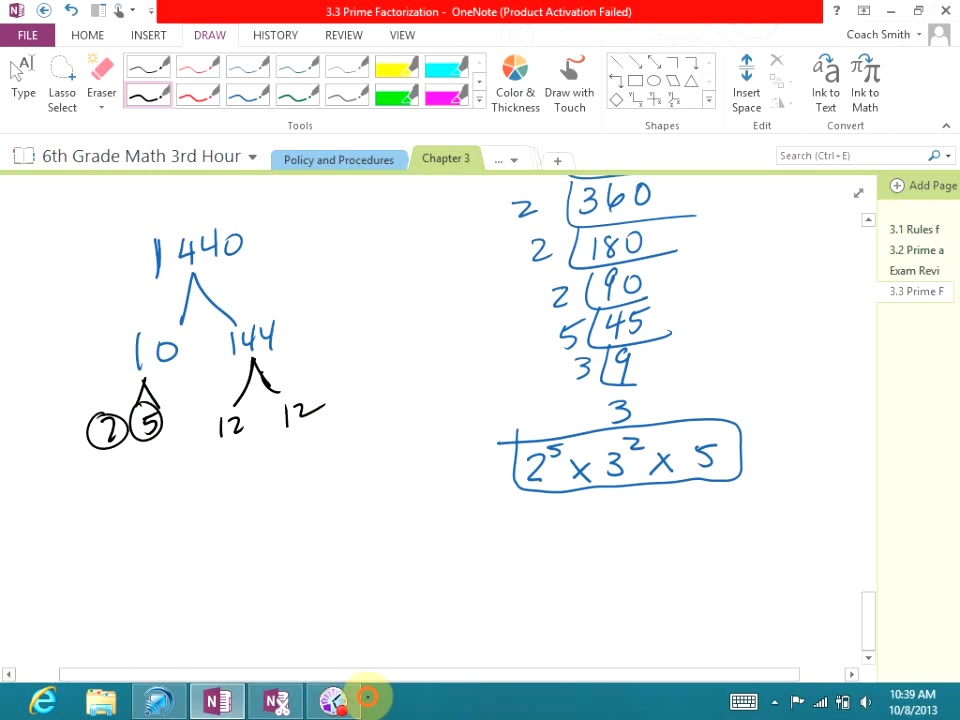 3.3 Prime Factorization - OneNote (Product Activation Failed)
FILE HOME INSERT DRAW HISTORY REVIEW VIEW Coach Smith
Type Lasso Select Eraser Color & Thickness Draw with Touch Insert Space Ink to Text Ink to Math
Tools Shapes Edit Convert
6th Grade Math 3rd Hour Policy and Procedures Chapter 3 ... + Search (Ctrl+E)
Add Page
3.1 Rules f
3.2 Prime a
Exam Revi
3.3 Prime F
1440
10 144
2 5 12 12
2 360
2 180
2 90
5 45
3 9
3
2⁵ x 3² x 5
10:39 AM
10/8/2013